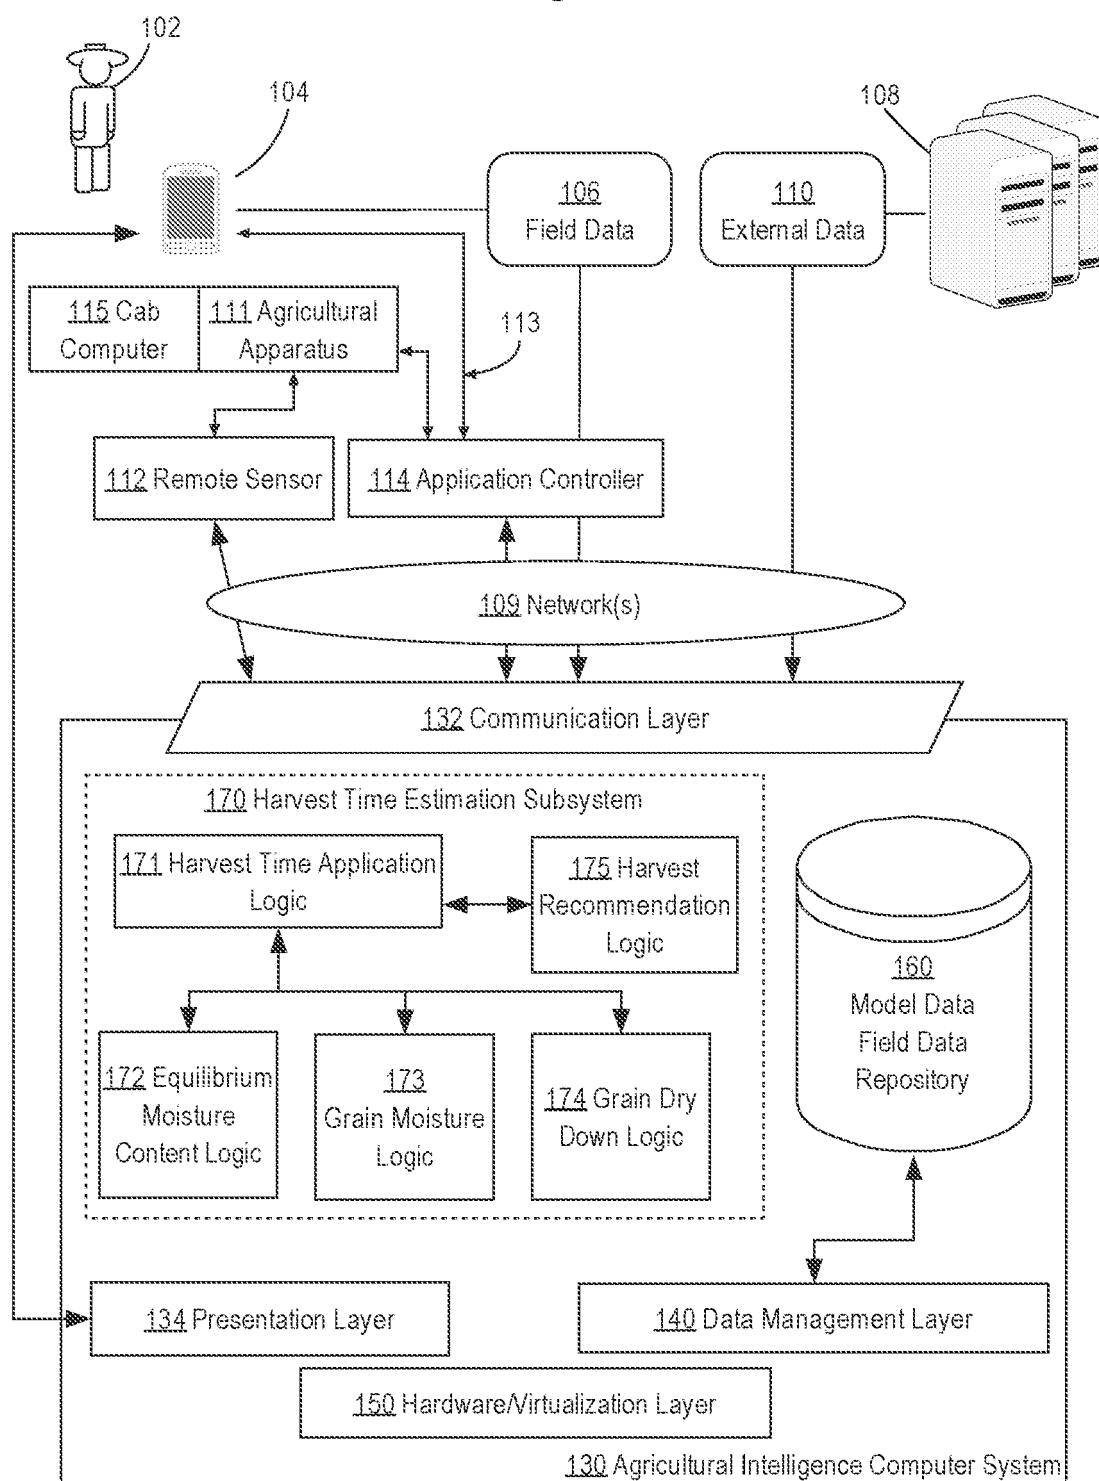 102
104
108
106
Field Data
110
External Data
115 Cab
Computer
111 Agricultural
Apparatus
113
112 Remote Sensor
114 Application Controller
109 Network(s)
132 Communication Layer
170 Harvest Time Estimation Subsystem
171 Harvest Time Application
Logic
175 Harvest
Recommendation
Logic
160
Model Data
Field Data
Repository
172 Equilibrium
Moisture
Content Logic
173
Grain Moisture
Logic
174 Grain Dry
Down Logic
134 Presentation Layer
140 Data Management Layer
150 Hardware/Virtualization Layer
130 Agricultural Intelligence Computer System